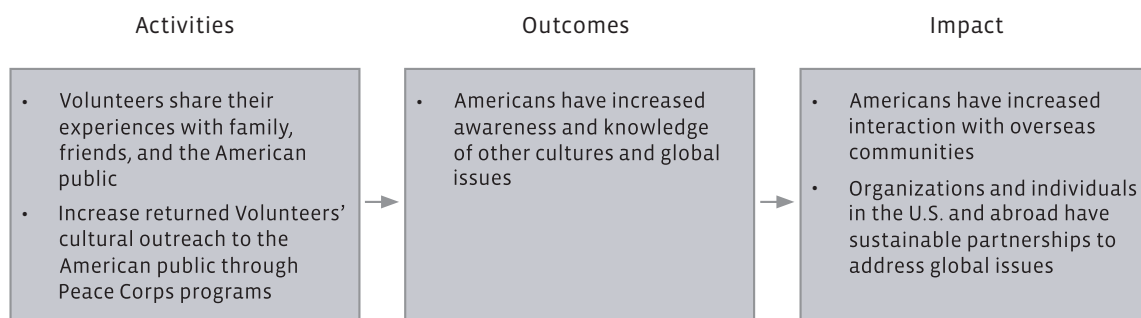 Activities
Outcomes
Impact
• Volunteers share their
experiences with family,
friends, and the American
public
• Increase returned Volunteers’
cultural outreach to the
American public through
Peace Corps programs
• Americans have increased
awareness and knowledge
of other cultures and global
issues
• Americans have increased
interaction with overseas
communities
• Organizations and individuals
in the U.S. and abroad have
sustainable partnerships to
address global issues